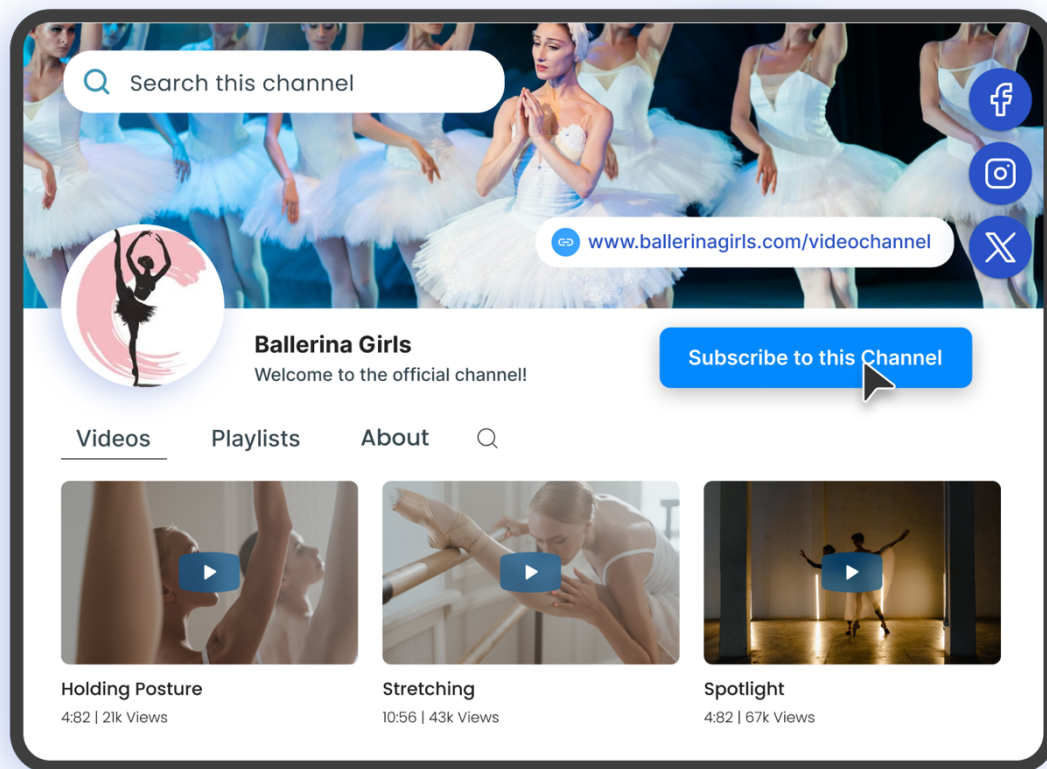 Search this channel
www.ballerinagirls.com/videochannel
Ballerina Girls
Welcome to the official channel!
Subscribe to this Channel
Videos Playlists About
Holding Posture
4:82 | 21k Views
Stretching
10:56 | 43k Views
Spotlight
4:82 | 67k Views